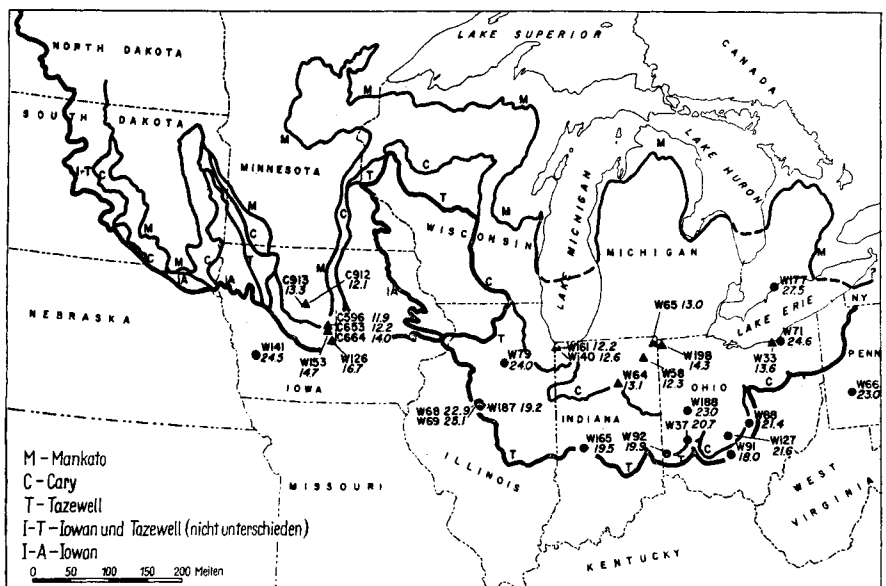 NORTH DAKOTA
SOUTH DAKOTA
MINNESOTA
LAKE SUPERIOR
CANADA
M
M
M
I-T
C
M
T
C
T
M
WISCONSIN
LAKE MICHIGAN
MICHIGAN
LAKE HURON
M
M
C
M
IA
C
IA
M
C
T
C
M
IA
C
NEBRASKA
C913
13.3
C912
12.1
C596 11.9
C653 12.2
C664 14.0
W141
24.5
W153
14.7
W126
16.7
IOWA
T
W79
24.0
W161 12.2
W140 12.6
W65 13.0
W198
14.3
W58
12.3
W64
13.1
LAKE ERIE
W177
27.5
NY
W71
24.6
W33
13.6
PENN
W66
23.0
OHIO
C
C
W68 22.9
W69 25.1
W187 19.2
INDIANA
W188
23.0
W37 20.7
W88
21.4
W92
19.9
W165
19.5
W127
21.6
W91
18.0
C
T
T
ILLINOIS
MISSOURI
WEST
VIRGINIA
KENTUCKY
M - Mankato
C - Cary
T - Tazewell
I-T - Iowan und Tazewell (nicht unterschieden)
I-A - Iowan
0 50 100 150 200 Meilen